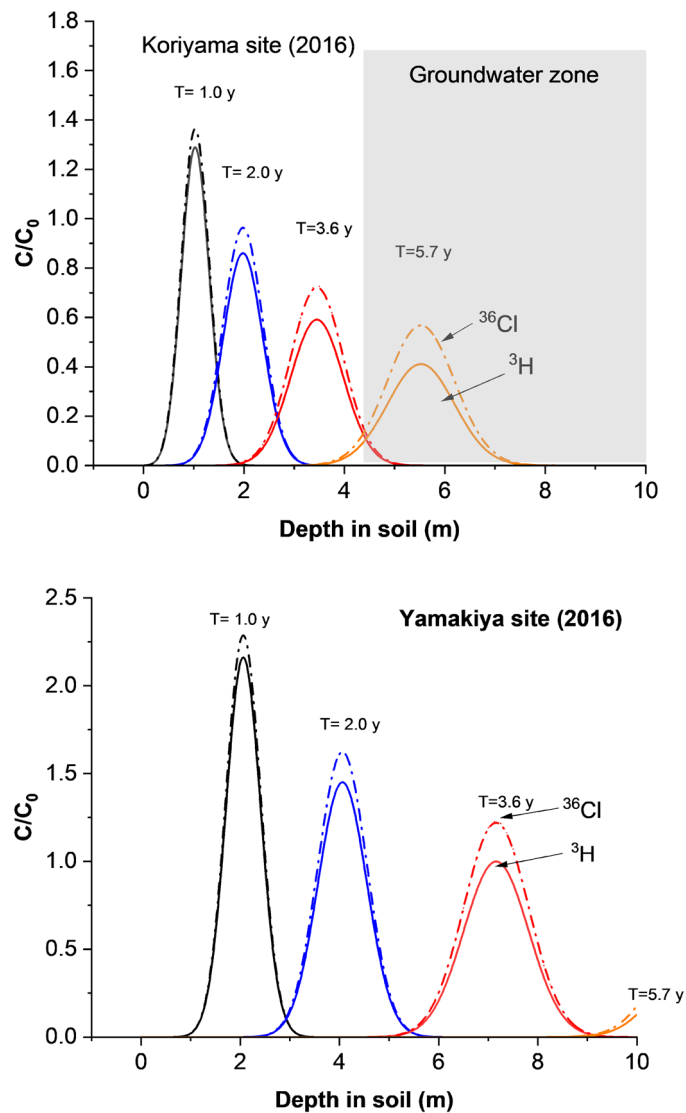 Koriyama site (2016)
Groundwater zone
T= 1.0 y
T= 2.0 y
T=3.6 y
T=5.7 y
³⁶Cl
³H
C/C₀
1.8
1.6
1.4
1.2
1.0
0.8
0.6
0.4
0.2
0.0
0
2
4
6
8
10
Depth in soil (m)
Yamakiya site (2016)
T= 1.0 y
T= 2.0 y
T=3.6 y
³⁶Cl
³H
T=5.7 y
C/C₀
2.5
2.0
1.5
1.0
0.5
0.0
0
2
4
6
8
10
Depth in soil (m)